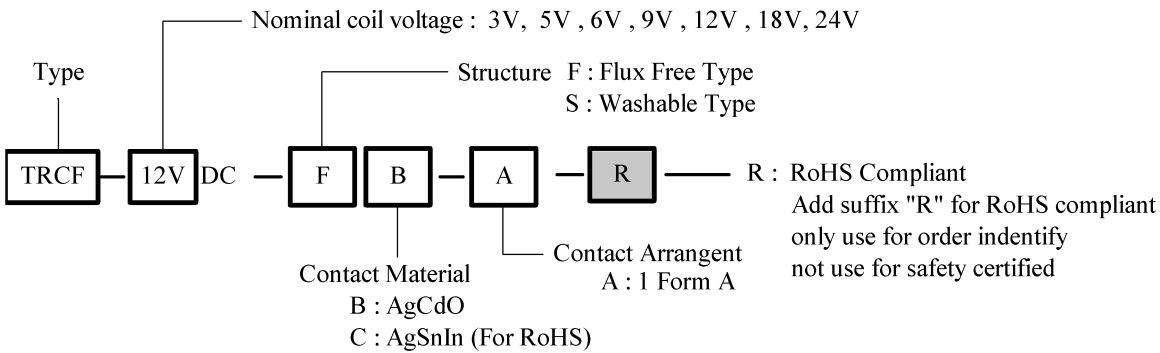 Nominal coil voltage : 3V, 5V , 6V , 9V , 12V , 18V, 24V
Type
Structure F : Flux Free Type
S : Washable Type
TRCF 12V DC F B A R
R : RoHS Compliant
Add suffix "R" for RoHS compliant
only use for order indentify
not use for safety certified
Contact Arrangent
A : 1 Form A
Contact Material
B : AgCdO
C : AgSnIn (For RoHS)